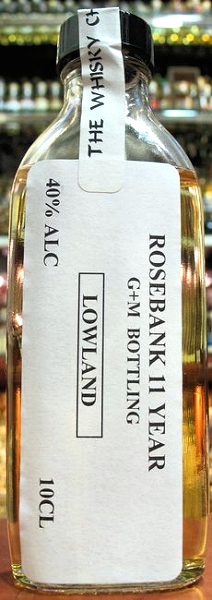 THE WHISKY
ROSEBANK 11 YEAR
G+M BOTTLING
LOWLAND
40% ALC
10CL